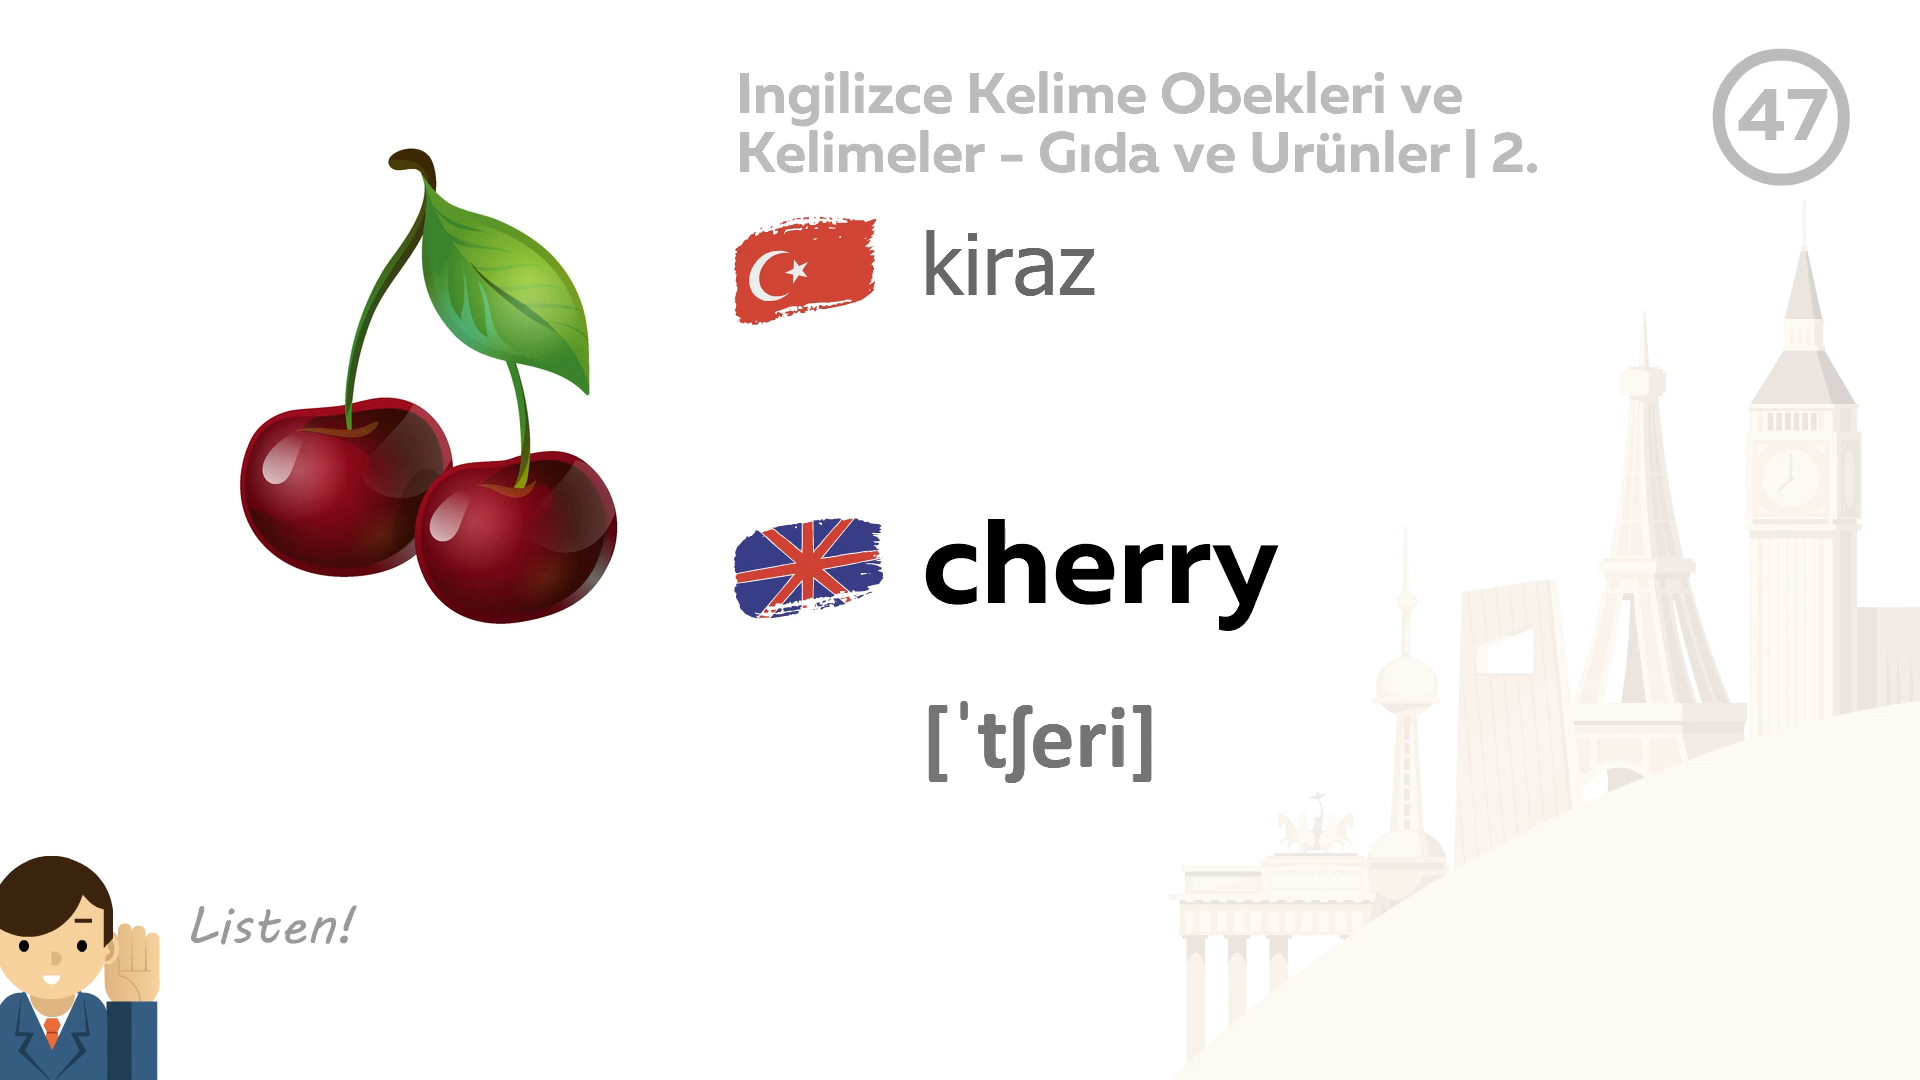 Ingilizce Kelime Obekleri ve
Kelimeler - Gıda ve Urünler | 2.
47
kiraz
cherry
[ˈtʃeri]
Listen!